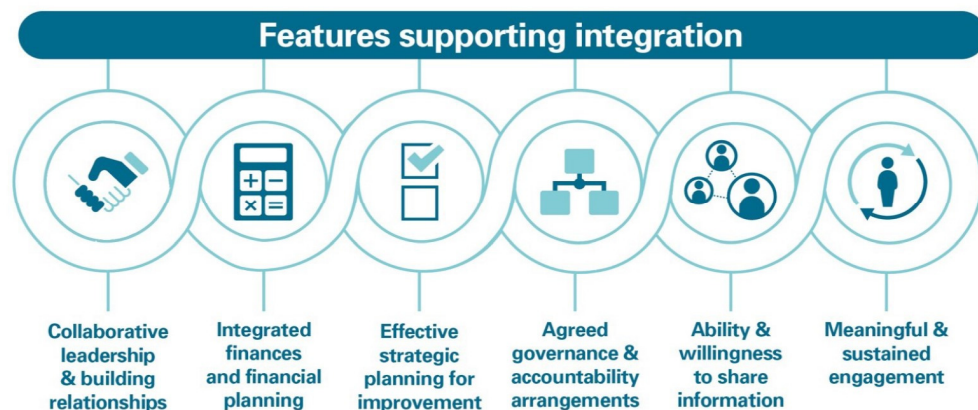 Features supporting integration
Collaborative
leadership
& building
relationships
Integrated
finances
and financial
planning
Effective
strategic
planning for
improvement
Agreed
governance &
accountability
arrangements
Ability &
willingness
to share
information
Meaningful &
sustained
engagement